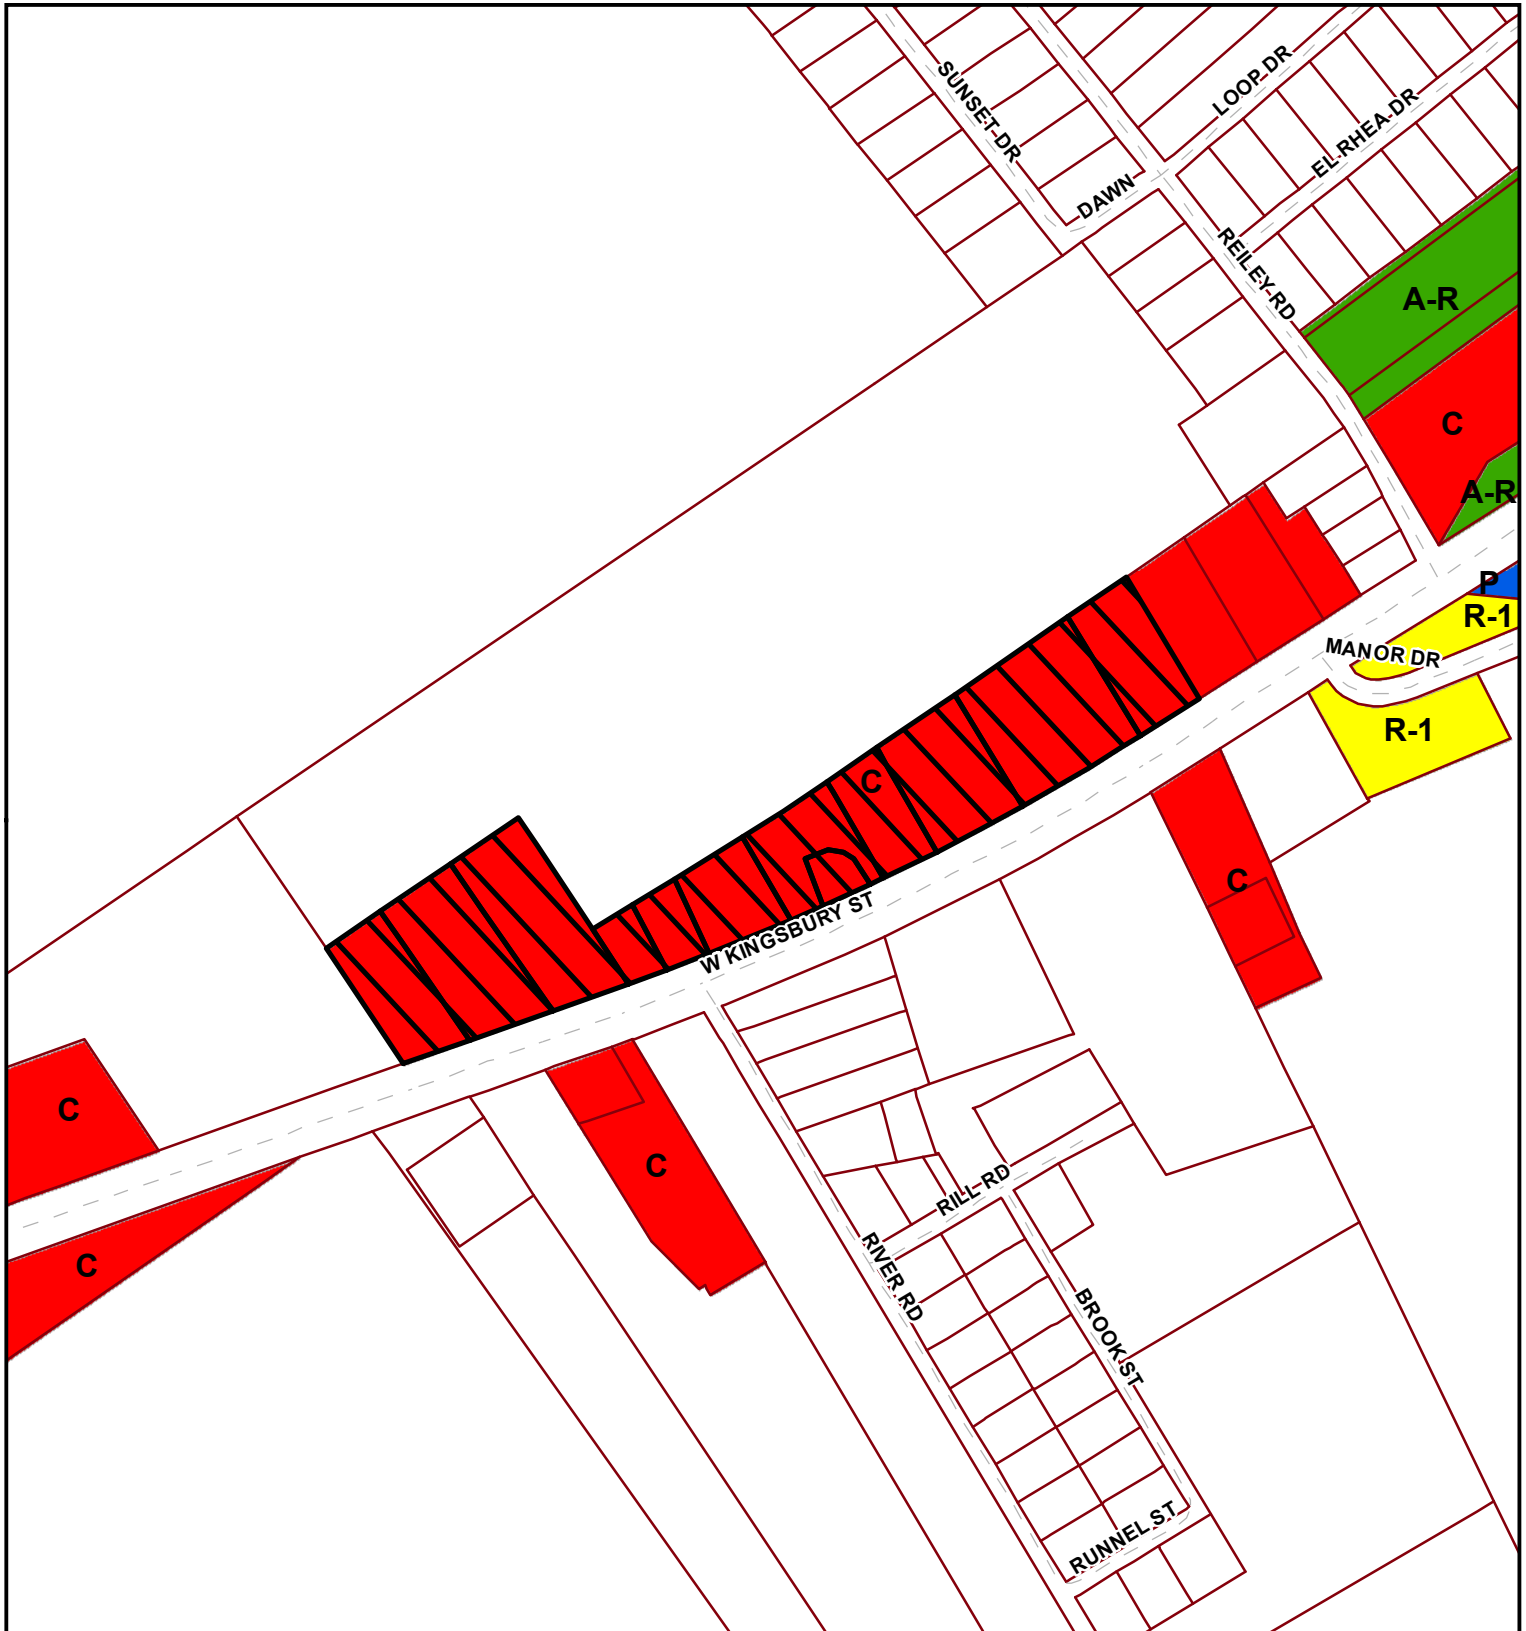 SUNSET DR
LOOP DR
EL RHEA DR
DAWN
REILEY RD
A-R
C
A-R
P
R-1
MANOR DR
R-1
C
C
W KINGSBURY ST
C
C
C
RILL RD
RIVER RD
BROOK ST
RUNNEL ST